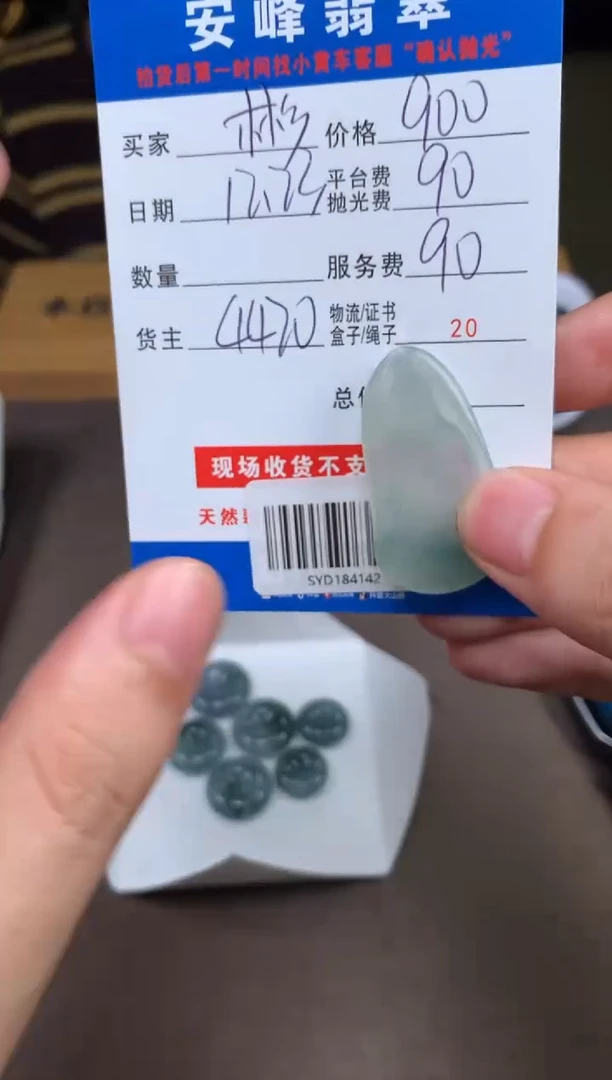 安峰翡翠
拍货后第一时间找小黄车客服“确认抛光”
买家 彬 价格 900
日期 平台费 抛光费 90
数量 服务费 90
货主 4420 物流/证书 盒子/绳子 20
总
现场收货不支
天然
SYD184142